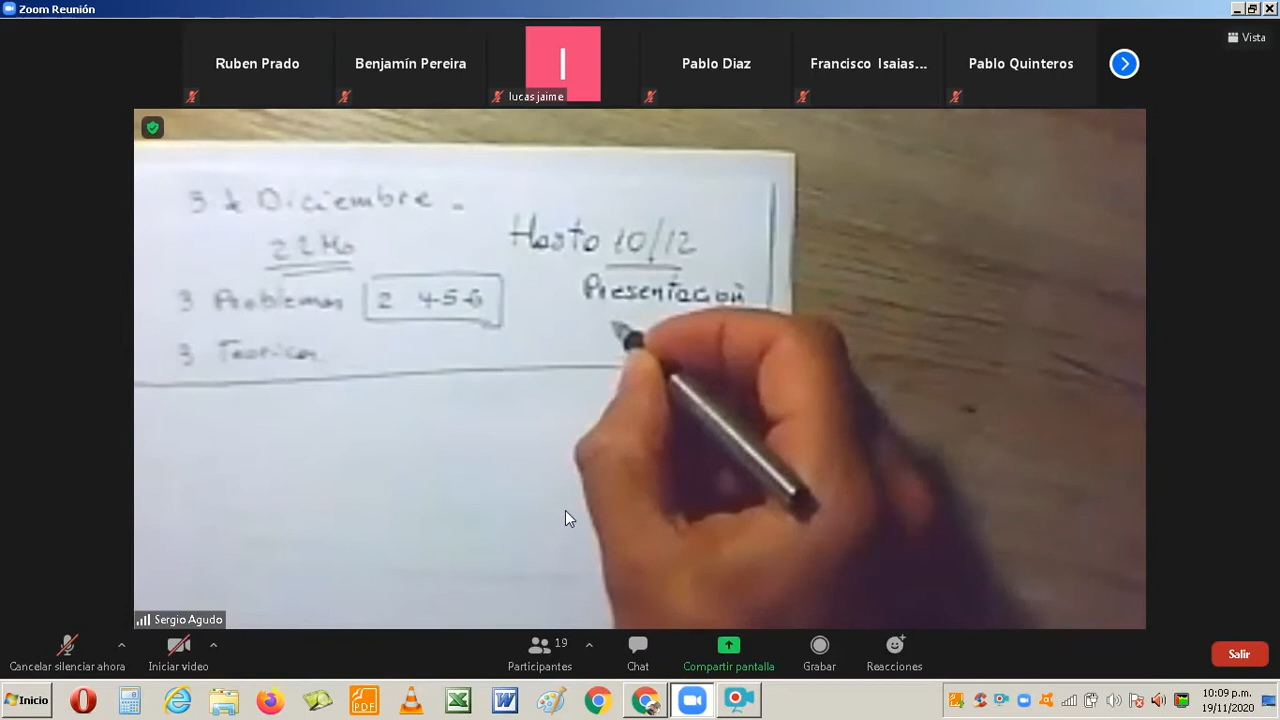 Zoom Reunión
Vista
Ruben Prado
Benjamín Pereira
l
lucas jaime
Pablo Diaz
Francisco Isaias...
Pablo Quinteros
3 de Diciembre.
22 Hs
3 Problemas 2 4-5-6
3 Teoricos
Hasta 10/12
Presentación
Sergio Agudo
Cancelar silenciar ahora
Iniciar video
19
Participantes
Chat
Compartir pantalla
Grabar
Reacciones
Salir
Inicio
PDF
10:09 p.m.
19/11/2020